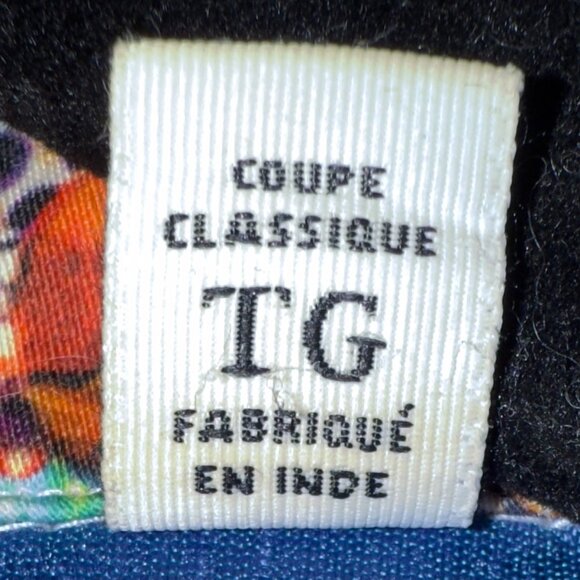 COUPE
CLASSIQUE
TG
FABRIQUÉ
EN INDE